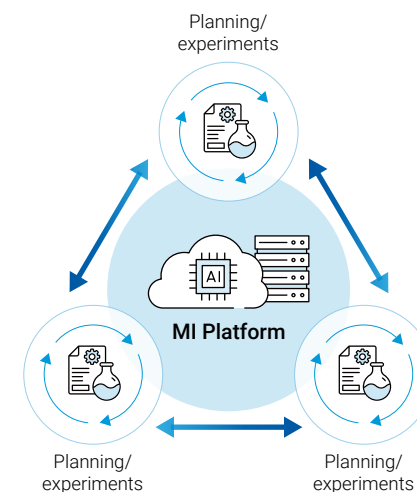 Planning/
experiments
AI
MI Platform
Planning/
experiments
Planning/
experiments